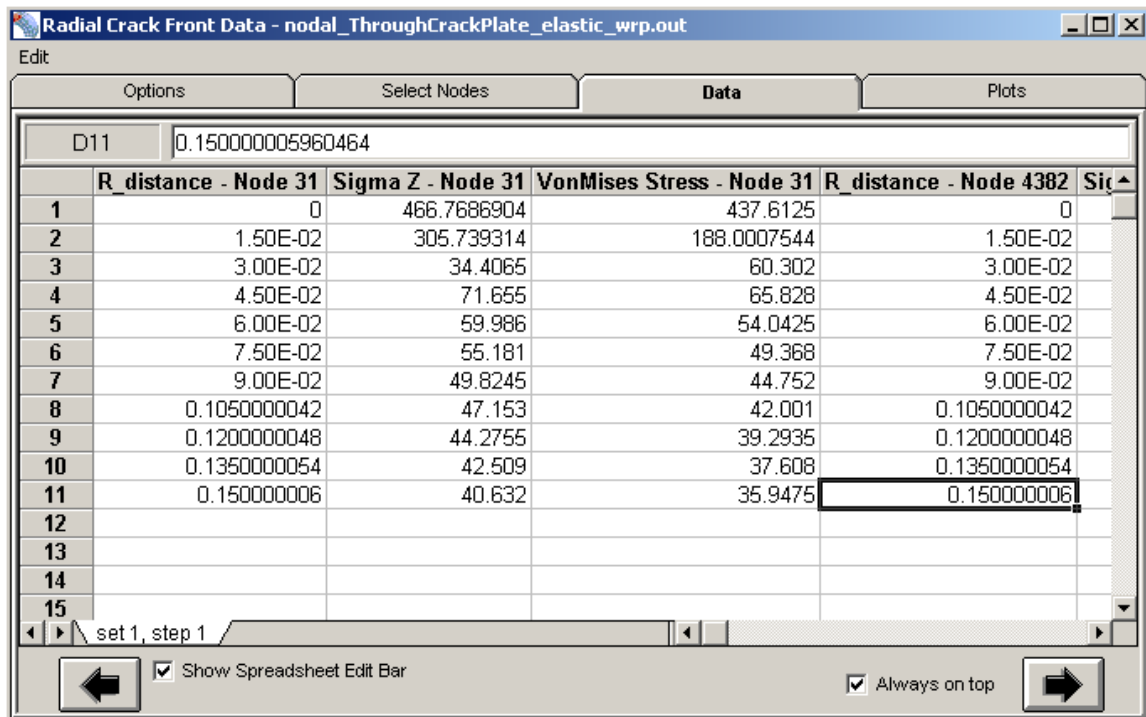 Radial Crack Front Data - nodal_ThroughCrackPlate_elastic_wrp.out
Edit
Options Select Nodes Data Plots
D11 0.150000005960464
R_distance - Node 31 Sigma Z - Node 31 VonMises Stress - Node 31 R_distance - Node 4382 Sig
1 0 466.7686904 437.6125 0
2 1.50E-02 305.739314 188.0007544 1.50E-02
3 3.00E-02 34.4065 60.302 3.00E-02
4 4.50E-02 71.655 65.828 4.50E-02
5 6.00E-02 59.986 54.0425 6.00E-02
6 7.50E-02 55.181 49.368 7.50E-02
7 9.00E-02 49.8245 44.752 9.00E-02
8 0.1050000042 47.153 42.001 0.1050000042
9 0.1200000048 44.2755 39.2935 0.1200000048
10 0.1350000054 42.509 37.608 0.1350000054
11 0.150000006 40.632 35.9475 0.150000006
12
13
14
15
set 1, step 1
Show Spreadsheet Edit Bar Always on top